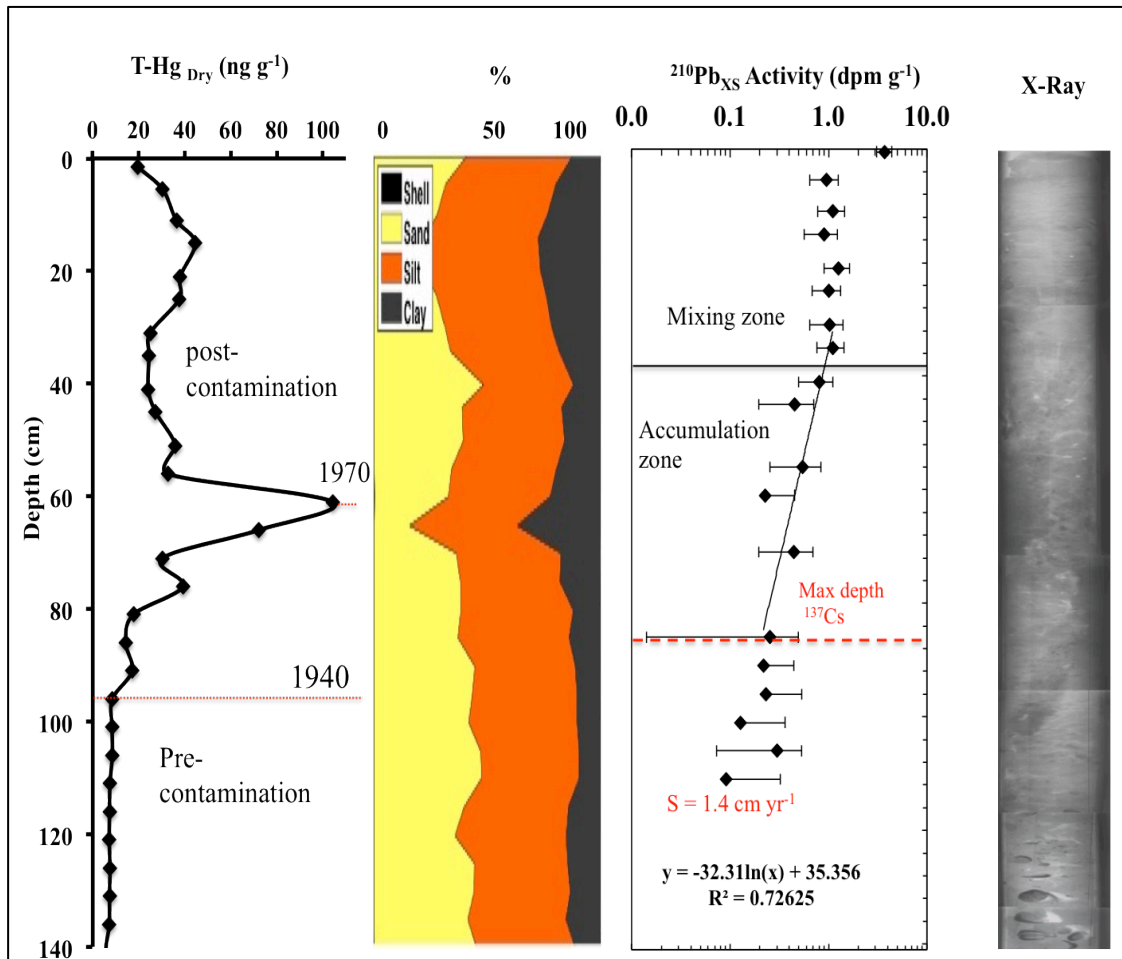 T-Hg Dry (ng g-1)
0 20 40 60 80 100
Depth (cm)
0
20
40
60
80
100
120
140
post-
contamination
1970
1940
Pre-
contamination
%
0 50 100
Shell
Sand
Silt
Clay
210PbXS Activity (dpm g-1)
0.0 0.1 1.0 10.0
Mixing zone
Accumulation
zone
Max depth
137Cs
S = 1.4 cm yr-1
y = -32.31ln(x) + 35.356
R² = 0.72625
X-Ray